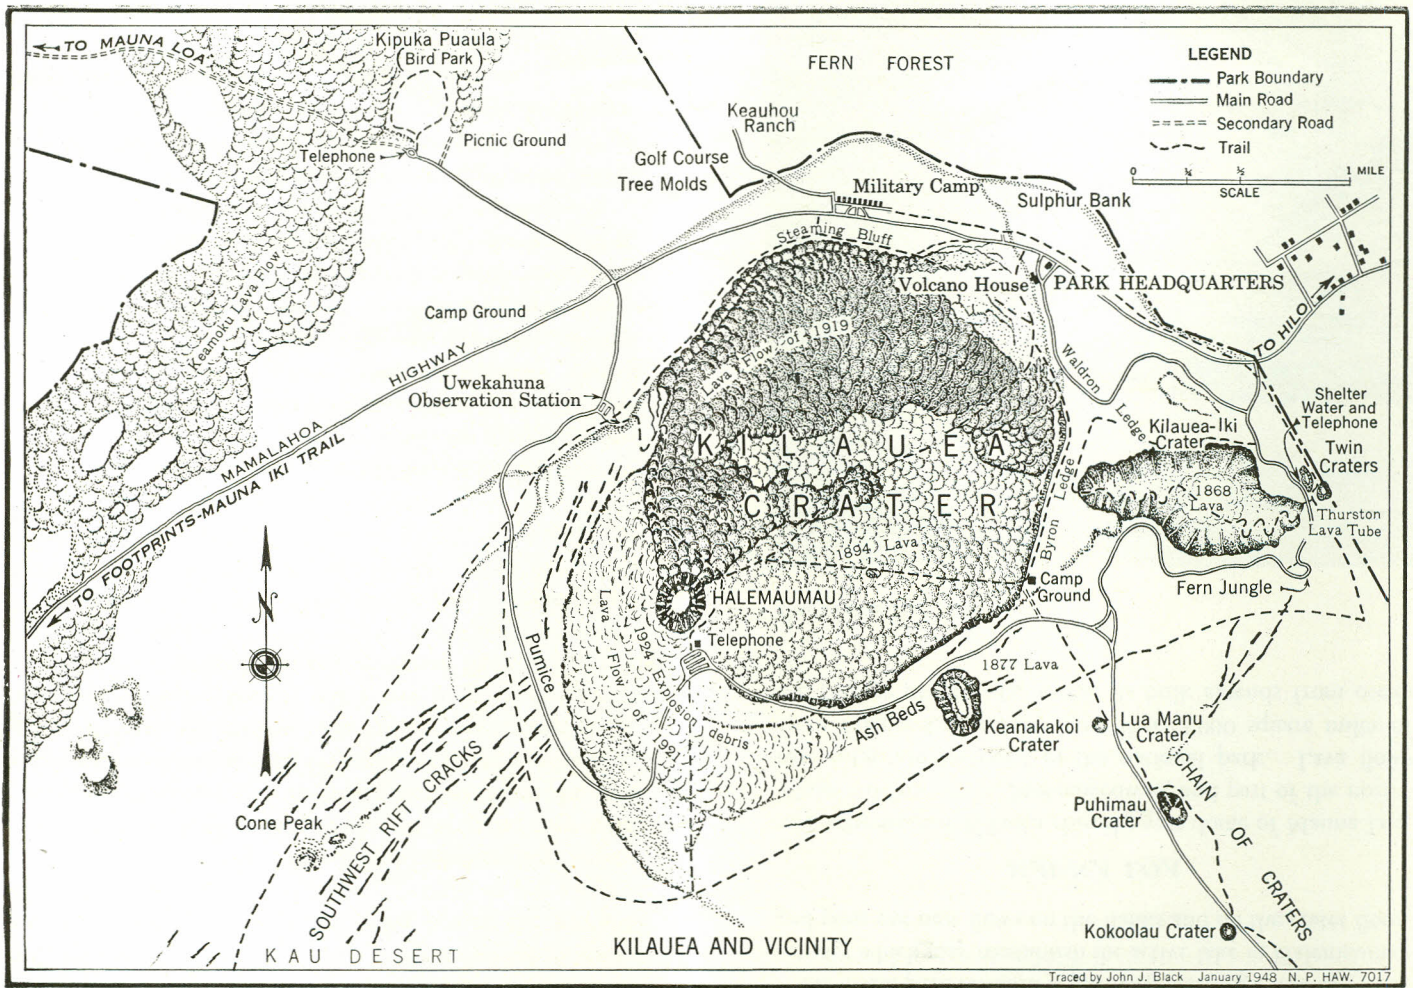 TO MAUNA LOA
Kipuka Puaula
(Bird Park)
FERN FOREST
LEGEND
Park Boundary
Main Road
Secondary Road
Trail
0 ¼ ½ 1 MILE
SCALE
Keauhou
Ranch
Picnic Ground
Telephone
Golf Course
Tree Molds
Military Camp
Sulphur Bank
Steaming Bluff
Volcano House
PARK HEADQUARTERS
TO HILO
Keamoku Lava Flow
Camp Ground
MAMALAHOA HIGHWAY
TO FOOTPRINTS-MAUNA IKI TRAIL
Uwekahuna
Observation Station
Lava Flow of 1919
Waldron
Ledge
Shelter
Water and
Telephone
Kilauea-Iki
Crater
Twin
Craters
KILAUEA
CRATER
1868
Lava
Thurston
Lava Tube
Byron Ledge
1894 Lava
N
HALEMAUMAU
Camp
Ground
Fern Jungle
Telephone
Pumice
Lava Flow of 1921
1924 Explosion debris
1877 Lava
Ash Beds
Keanakakoi
Crater
Lua Manu
Crater
Puhimau
Crater
CHAIN OF CRATERS
Cone Peak
SOUTHWEST RIFT CRACKS
Kokoolau Crater
KAU DESERT
KILAUEA AND VICINITY
Traced by John J. Black January 1948 N. P. HAW. 7017